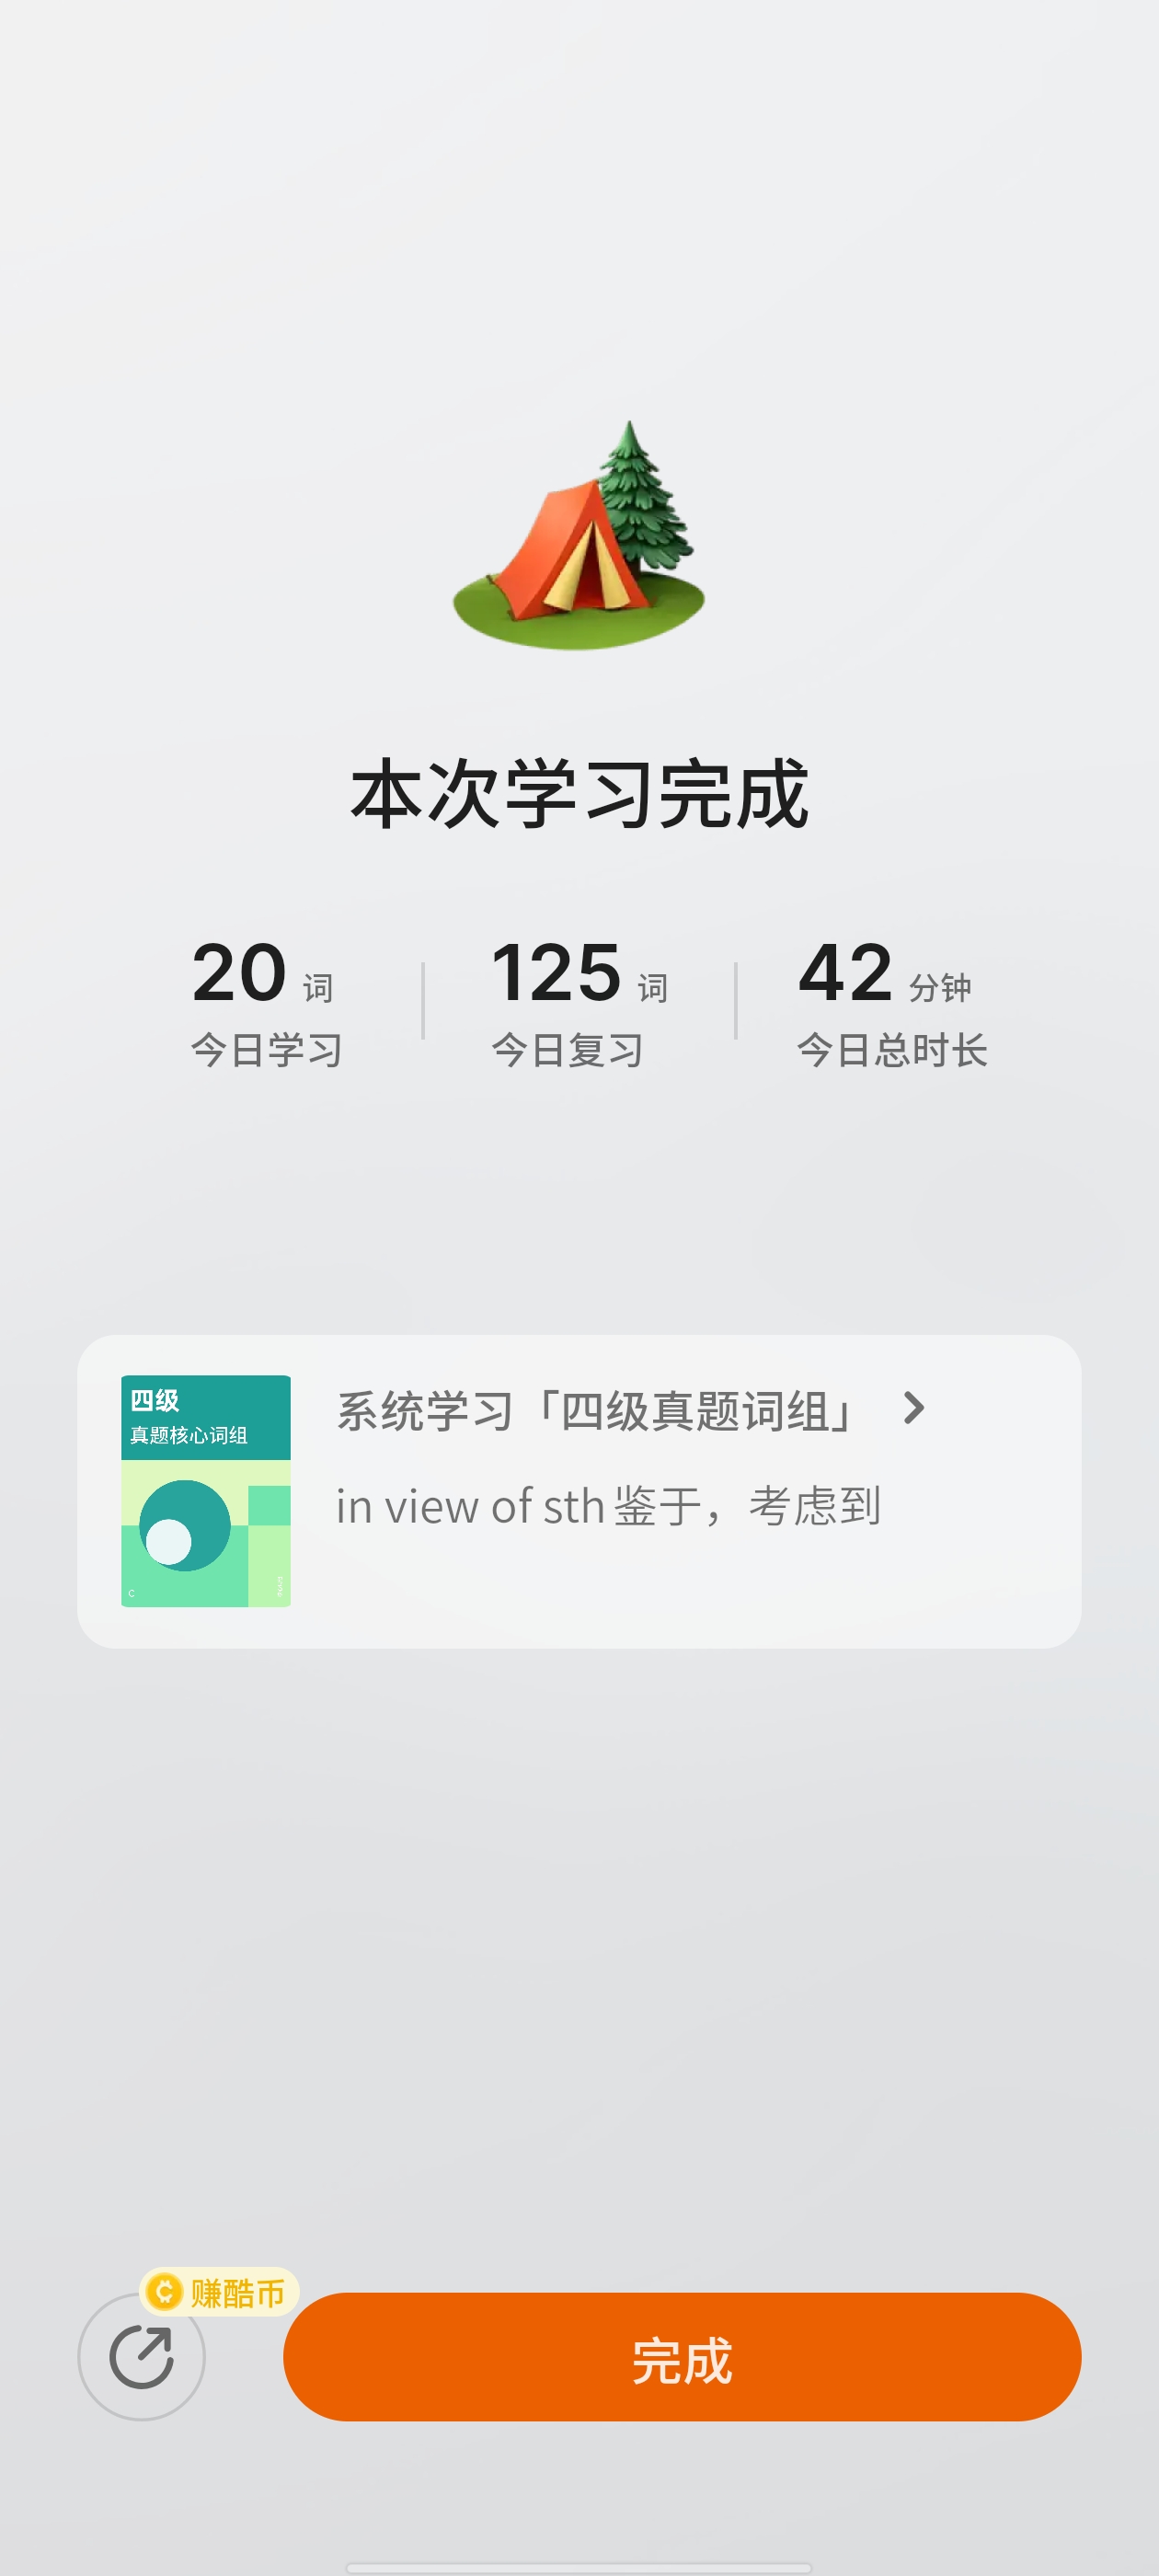 本次学习完成
20 词
今日学习
125 词
今日复习
42 分钟
今日总时长
四级
真题核心词组
C
系统学习「四级真题词组」
in view of sth 鉴于，考虑到
赚酷币
完成